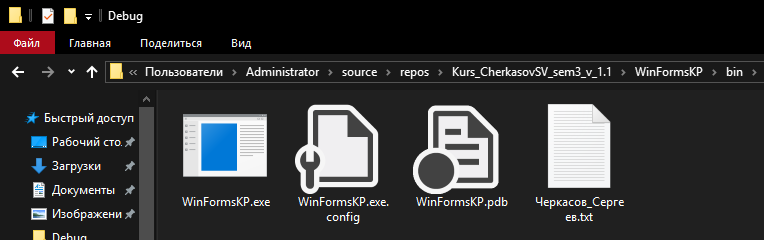 Debug
Файл
Главная
Поделиться
Вид
Пользователи > Administrator > source > repos > Kurs_CherkasovSV_sem3_v_1.1 > WinFormsKP > bin >
Быстрый доступ
Рабочий сто.
Загрузки
Документы
Изображени
Debug
WinFormsKP.exe
WinFormsKP.exe.
config
WinFormsKP.pdb
Черкасов_Серге
ев.txt